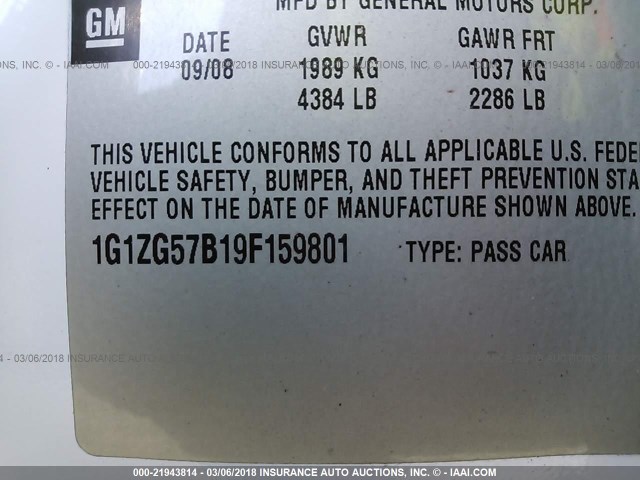 MFD BY GENERAL MOTORS CORP.
GM
DATE GVWR GAWR FRT
09/08 1989 KG 1037 KG
4384 LB 2286 LB
THIS VEHICLE CONFORMS TO ALL APPLICABLE U.S. FEDE
VEHICLE SAFETY, BUMPER, AND THEFT PREVENTION STA
EFFECT ON THE DATE OF MANUFACTURE SHOWN ABOVE.
1G1ZG57B19F159801 TYPE: PASS CAR
000-21943814 - 03/06/2018 INSURANCE AUTO AUCTIONS, INC. - © IAAI.COM